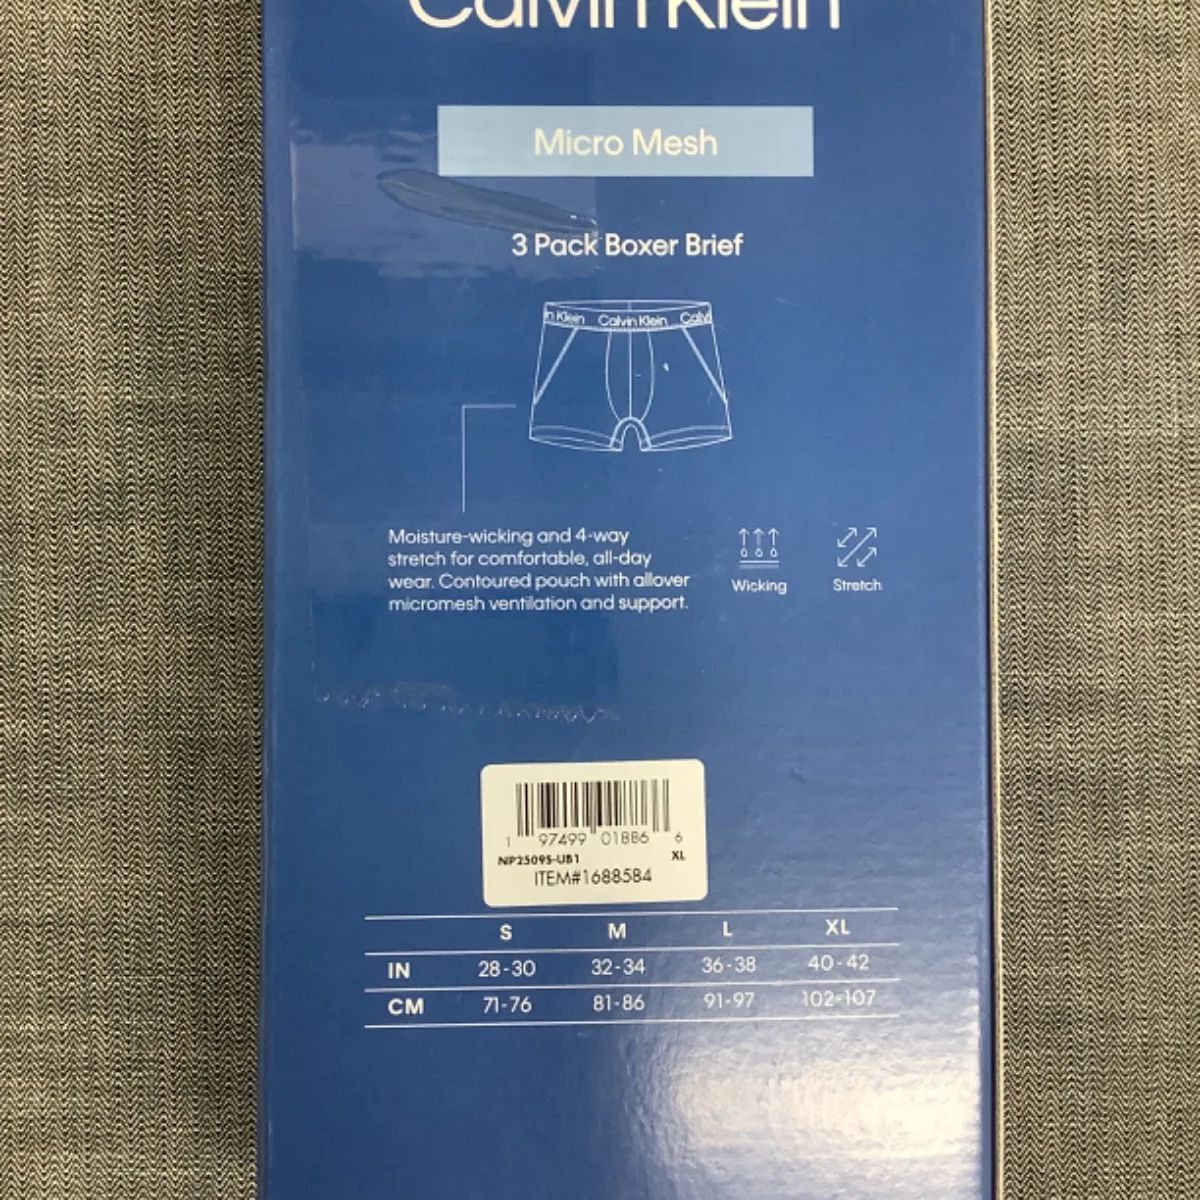 Calvin Klein
Micro Mesh
3 Pack Boxer Brief
n Klein Calvin Klein Calvi
Moisture-wicking and 4-way
stretch for comfortable, all-day
wear. Contoured pouch with allover
micromesh ventilation and support.
Wicking Stretch
1 97499 01886 6
NP2509S-UB1 XL
ITEM#1688584
S M L XL
IN 28-30 32-34 36-38 40-42
CM 71-76 81-86 91-97 102-107